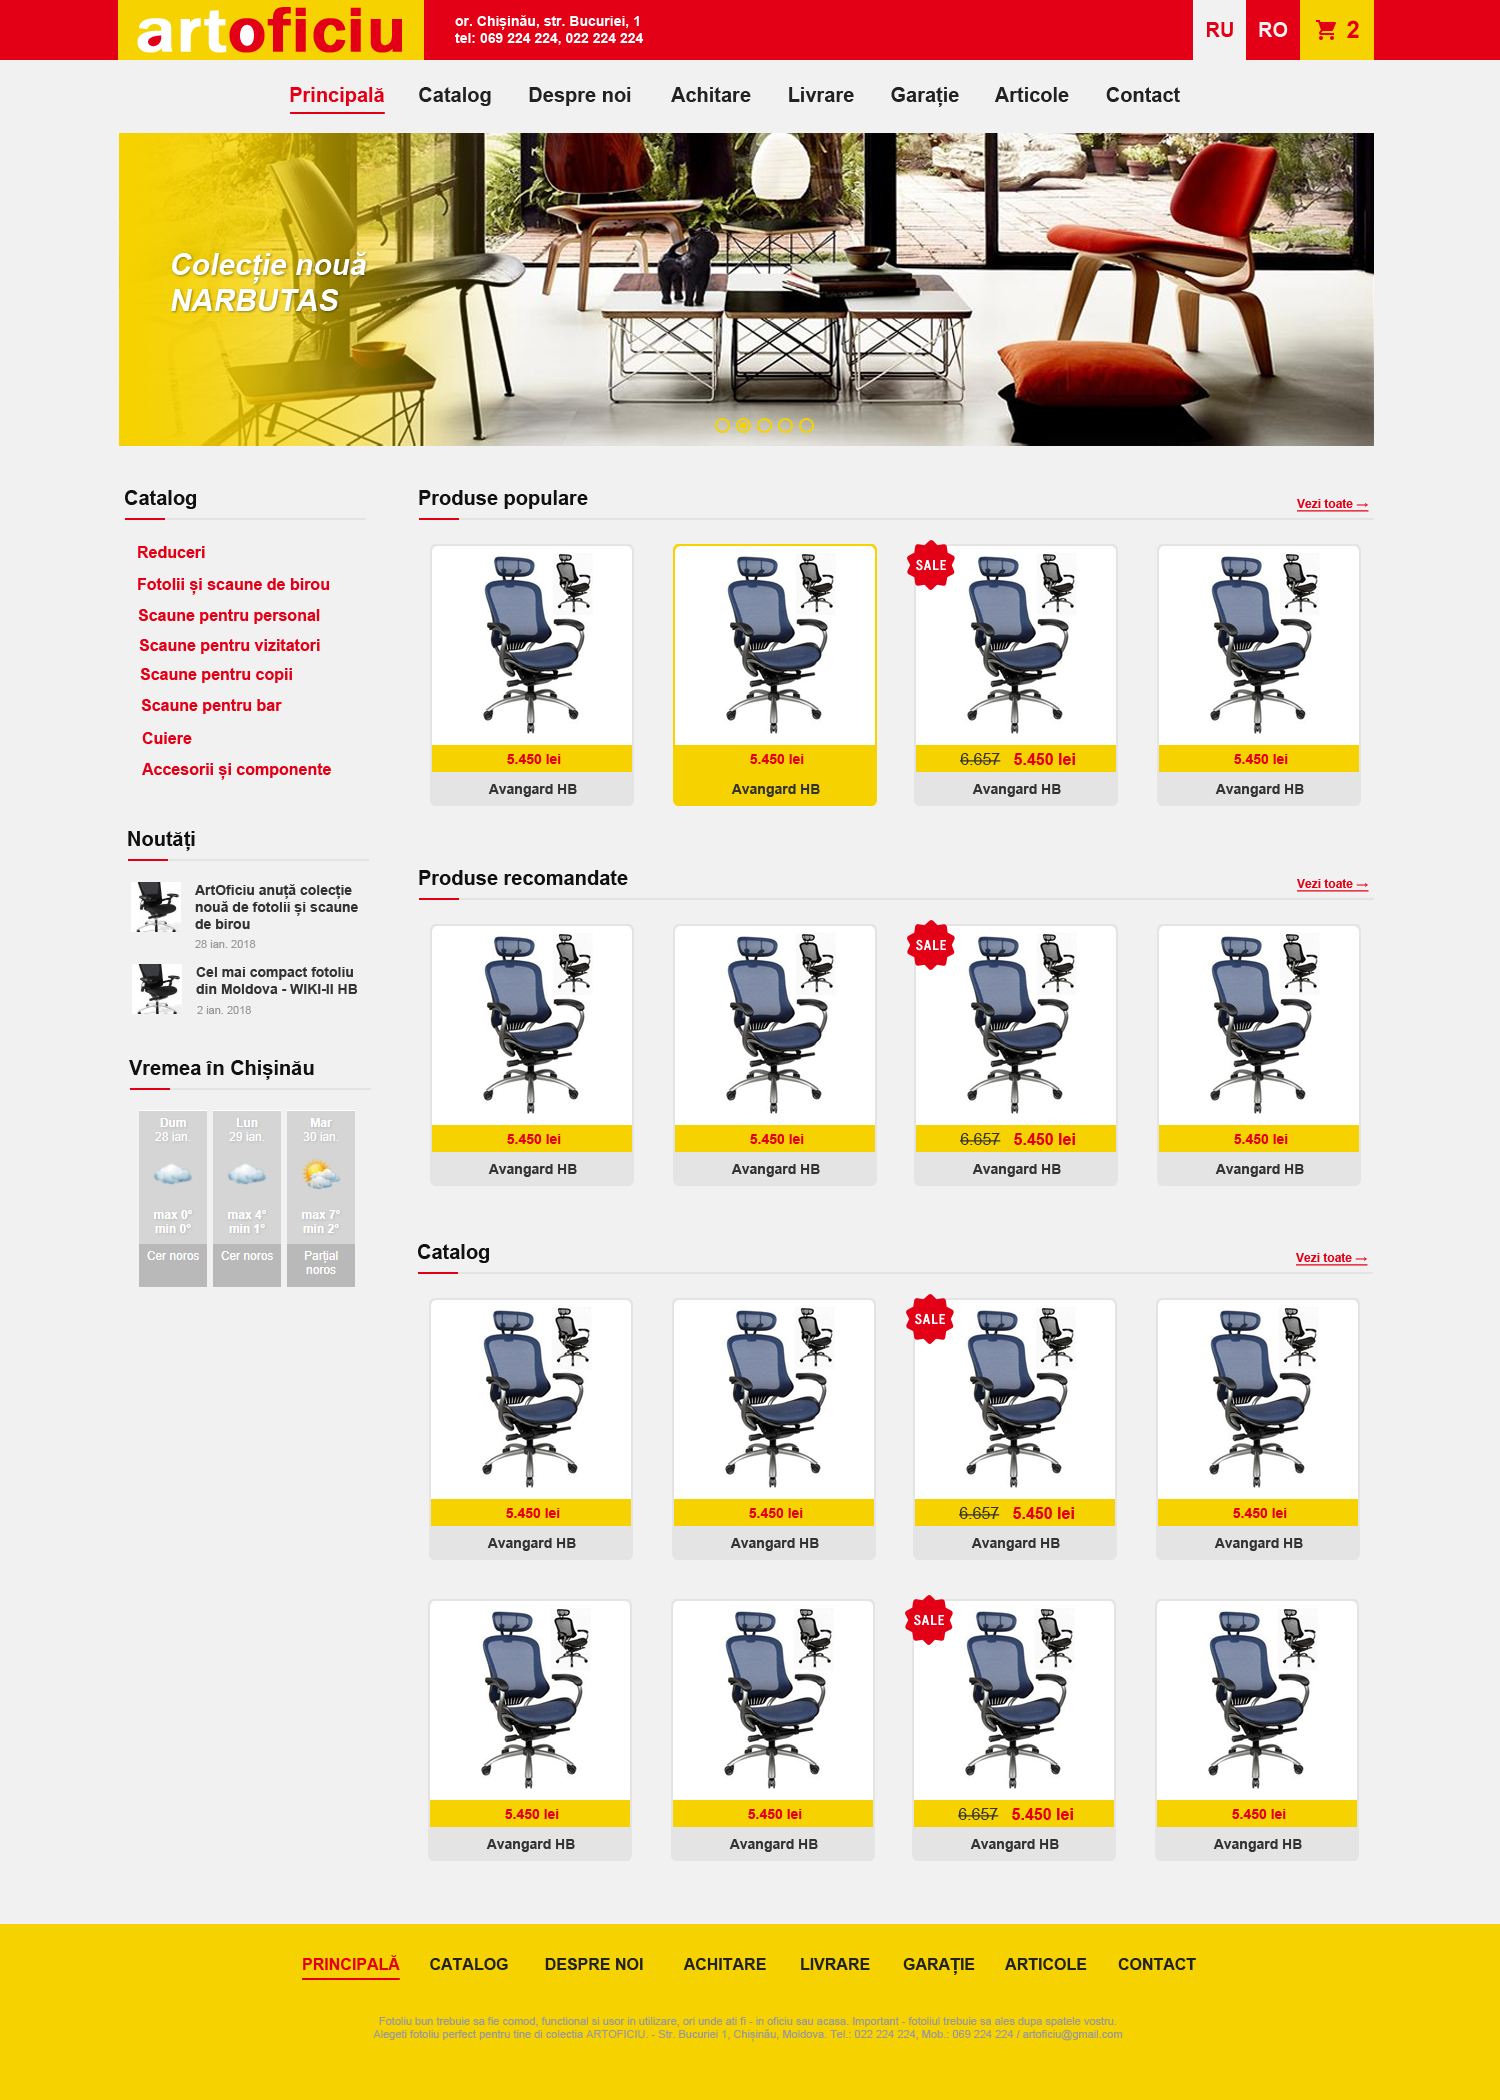 artoficiu
or. Chișinău, str. Bucuriei, 1
tel: 069 224 224, 022 224 224
RU RO 2
Principală Catalog Despre noi Achitare Livrare Garație Articole Contact
Colecție nouă
NARBUTAS
Catalog
Reduceri
Fotolii și scaune de birou
Scaune pentru personal
Scaune pentru vizitatori
Scaune pentru copii
Scaune pentru bar
Cuiere
Accesorii și componente
Noutăți
ArtOficiu anuță colecție
nouă de fotolii și scaune
de birou
28 ian. 2018
Cel mai compact fotoliu
din Moldova - WIKI-II HB
2 ian. 2018
Vremea în Chișinău
Dum Lun Mar
28 ian. 29 ian. 30 ian.
max 0° max 4° max 7°
min 0° min 1° min 2°
Cer noros Cer noros Parțial
noros
Produse populare Vezi toate →
SALE
5.450 lei 5.450 lei 6.657 5.450 lei 5.450 lei
Avangard HB Avangard HB Avangard HB Avangard HB
Produse recomandate Vezi toate →
SALE
5.450 lei 5.450 lei 6.657 5.450 lei 5.450 lei
Avangard HB Avangard HB Avangard HB Avangard HB
Catalog Vezi toate →
SALE
5.450 lei 5.450 lei 6.657 5.450 lei 5.450 lei
Avangard HB Avangard HB Avangard HB Avangard HB
SALE
5.450 lei 5.450 lei 6.657 5.450 lei 5.450 lei
Avangard HB Avangard HB Avangard HB Avangard HB
PRINCIPALĂ CATALOG DESPRE NOI ACHITARE LIVRARE GARAȚIE ARTICOLE CONTACT
Fotoliu bun trebuie sa fie comod, functional si usor in utilizare, ori unde ati fi - in oficiu sau acasa. Important - fotoliul trebuie sa ales dupa spatele vostru.
Alegeti fotoliu perfect pentru tine di colectia ARTOFICIU. - Str. Bucuriei 1, Chișinău, Moldova. Tel.: 022 224 224, Mob.: 069 224 224 / artoficiu@gmail.com